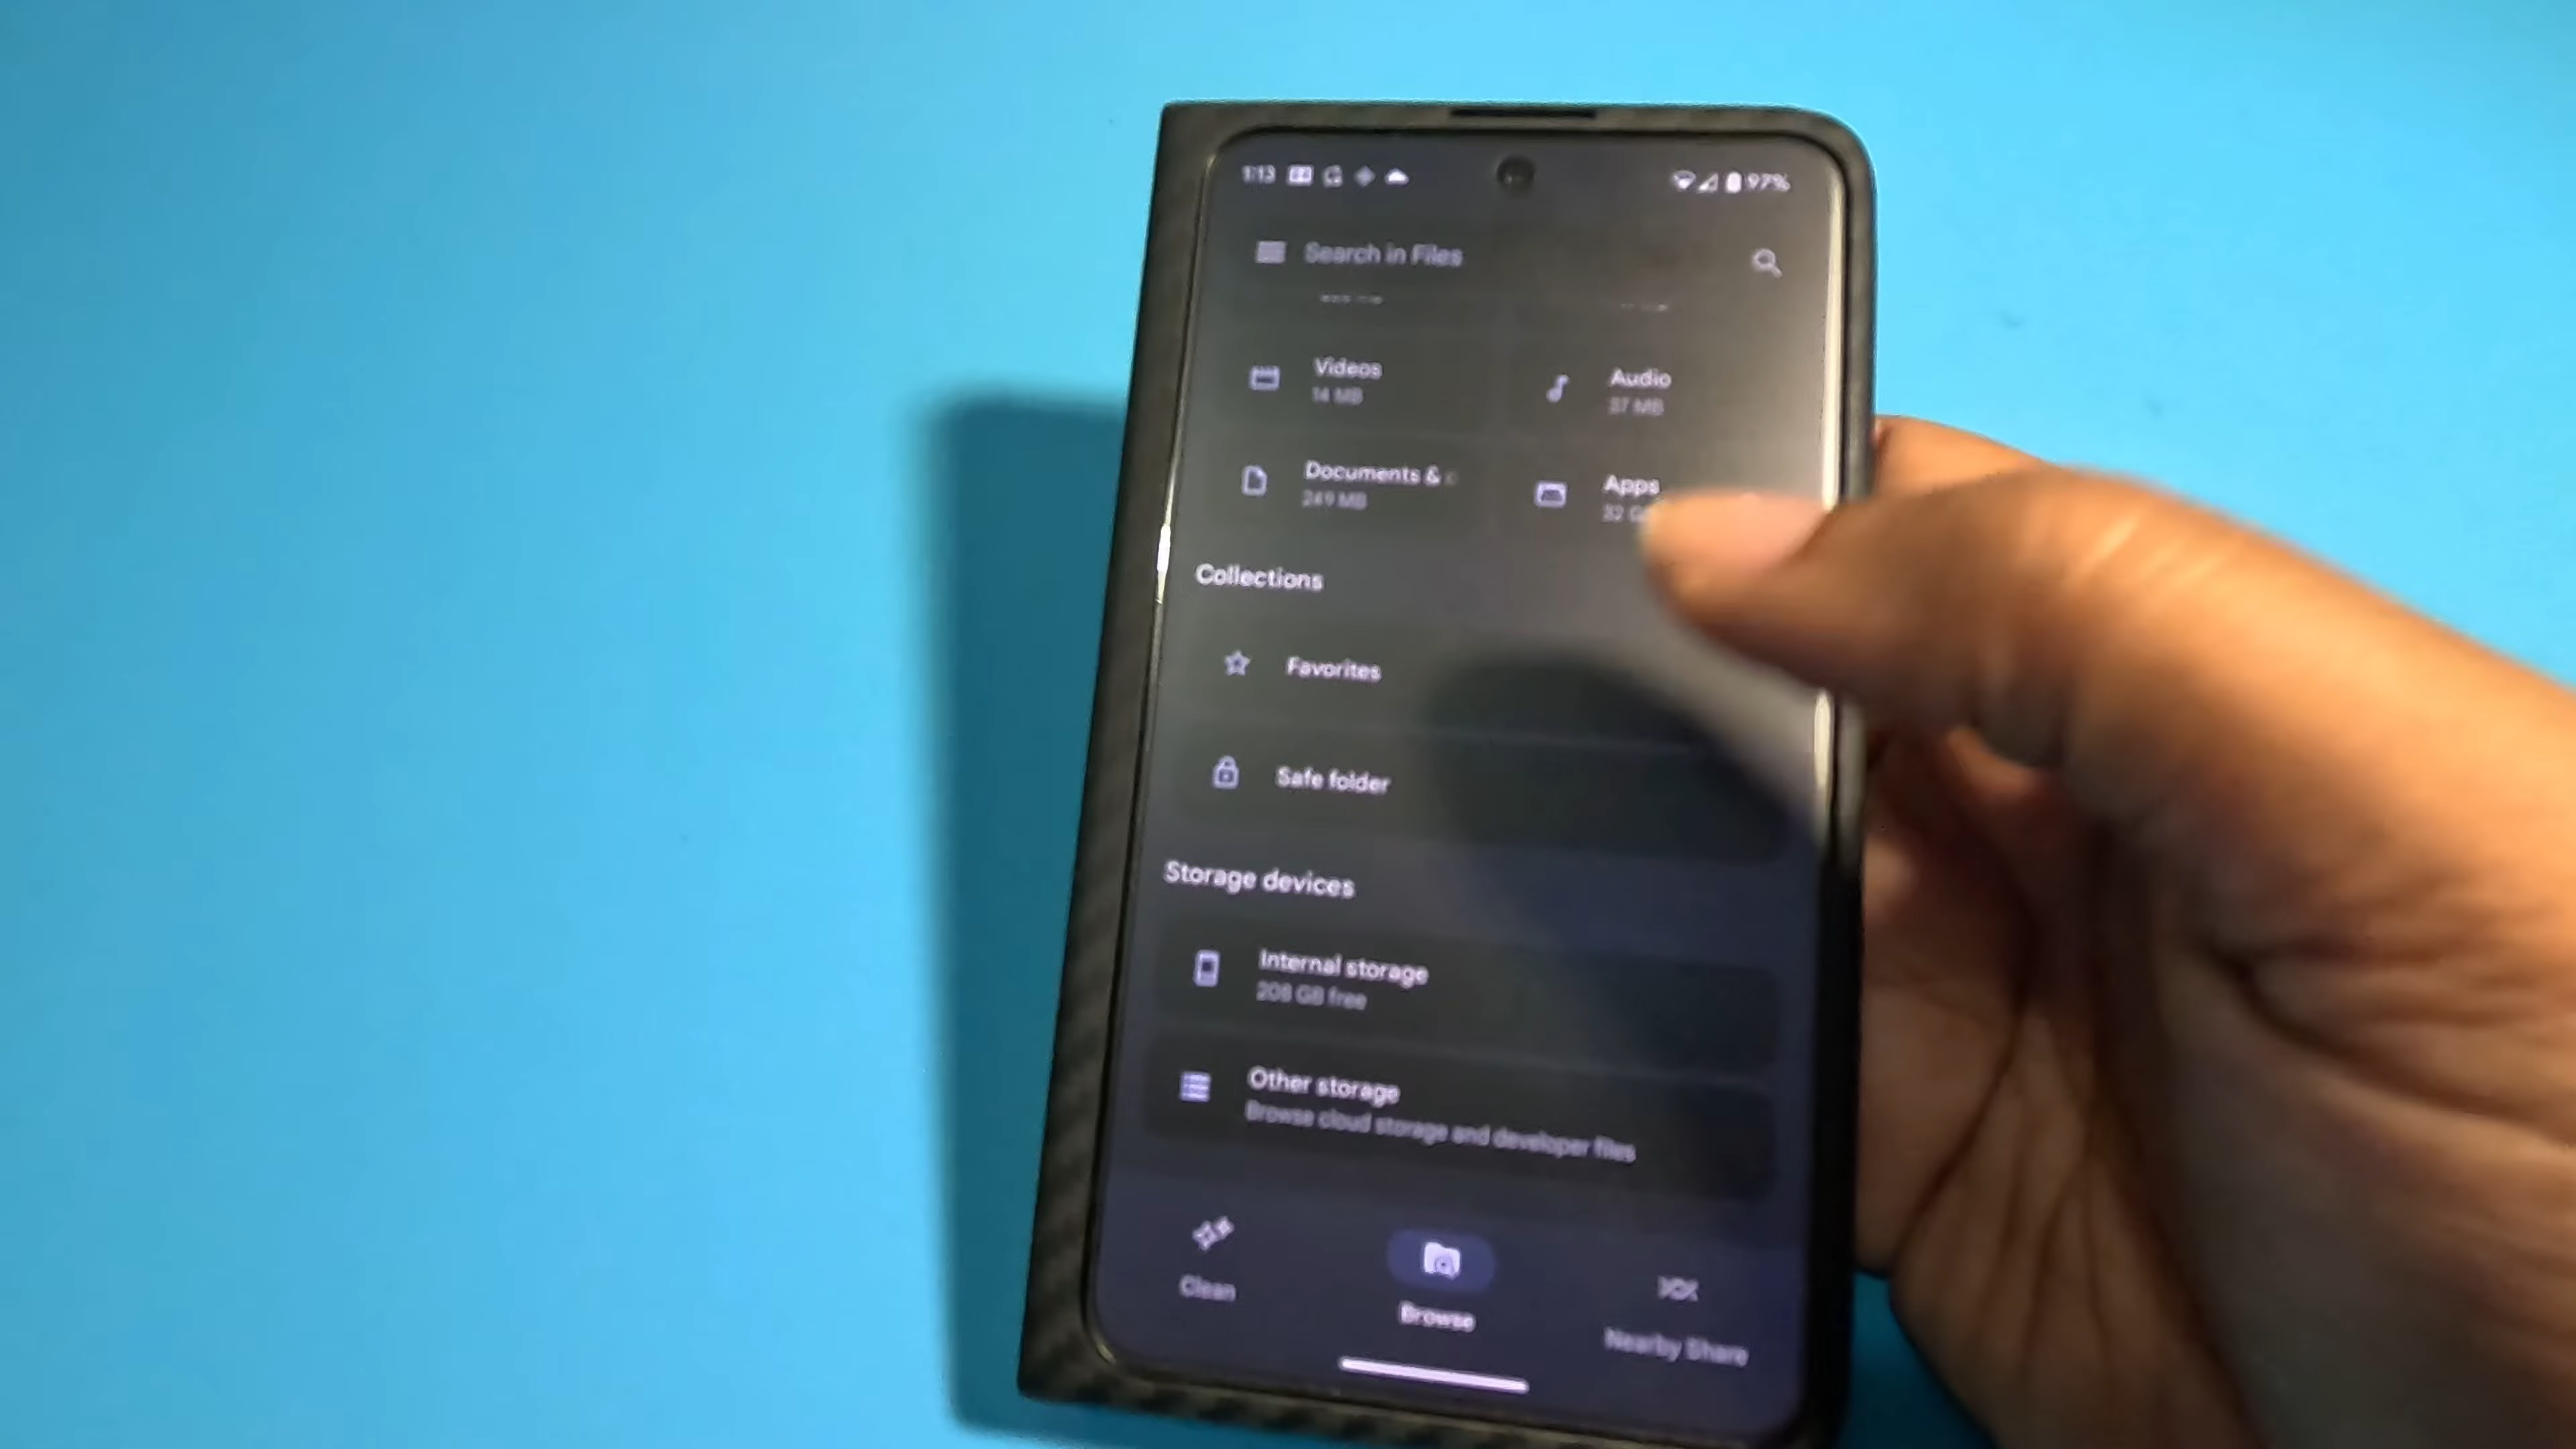 1:13
97%
Search in Files
Videos
14 MB
Audio
37 MB
Documents &
249 MB
Apps
32 G
Collections
Favorites
Safe folder
Storage devices
Internal storage
208 GB free
Other storage
Browse cloud storage and developer files
Clean
Browse
Nearby Share